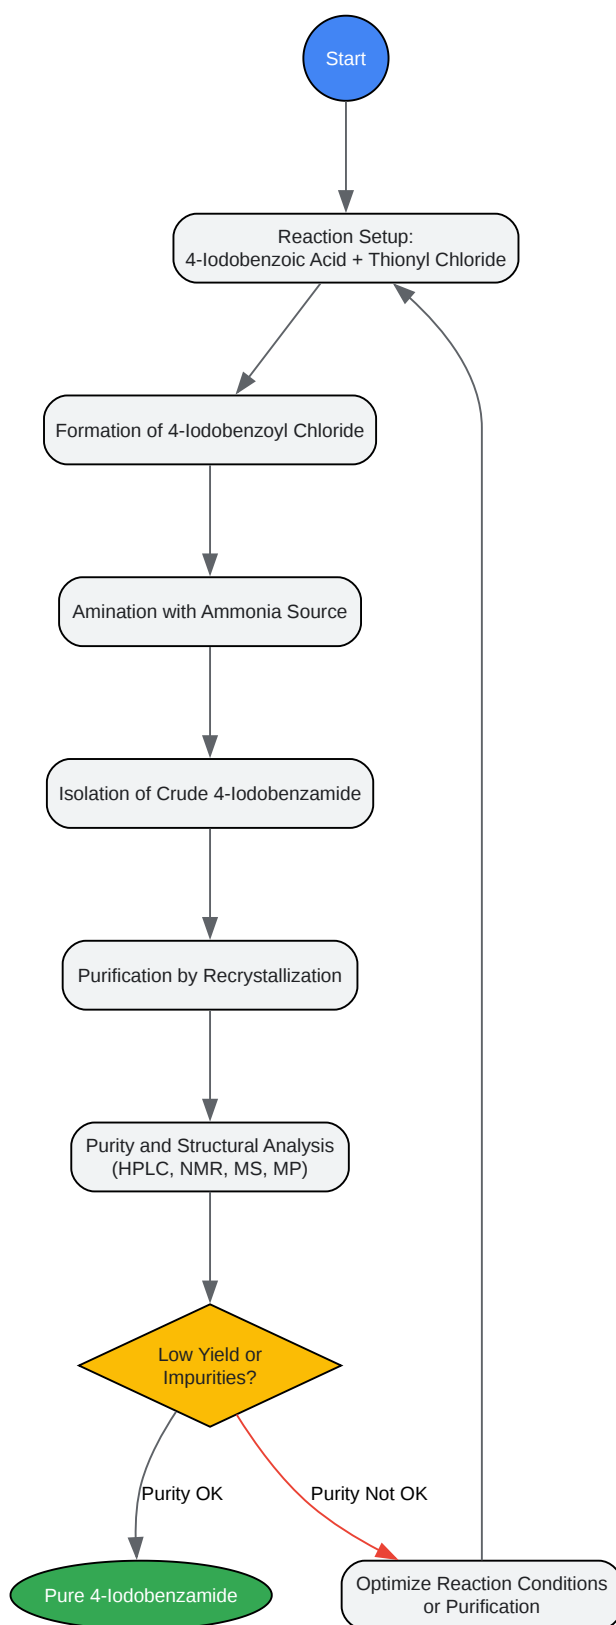 Start
Reaction Setup:
4-Iodobenzoic Acid + Thionyl Chloride
Formation of 4-Iodobenzoyl Chloride
Amination with Ammonia Source
Isolation of Crude 4-Iodobenzamide
Purification by Recrystallization
Purity and Structural Analysis
(HPLC, NMR, MS, MP)
Low Yield or
Impurities?
Purity OK
Purity Not OK
Pure 4-Iodobenzamide
Optimize Reaction Conditions
or Purification